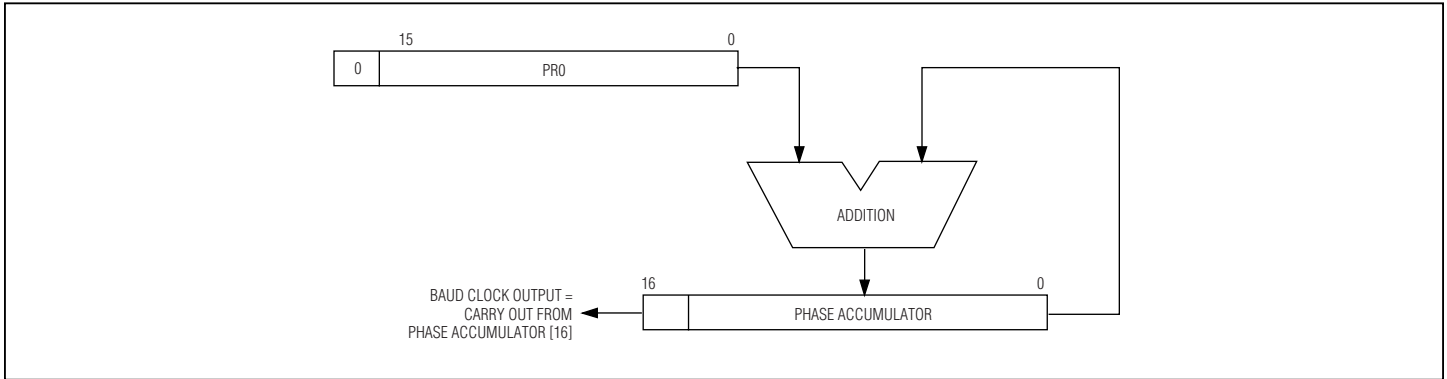 15 0
0 PR0
ADDITION
16 0
BAUD CLOCK OUTPUT =
CARRY OUT FROM
PHASE ACCUMULATOR [16]
PHASE ACCUMULATOR